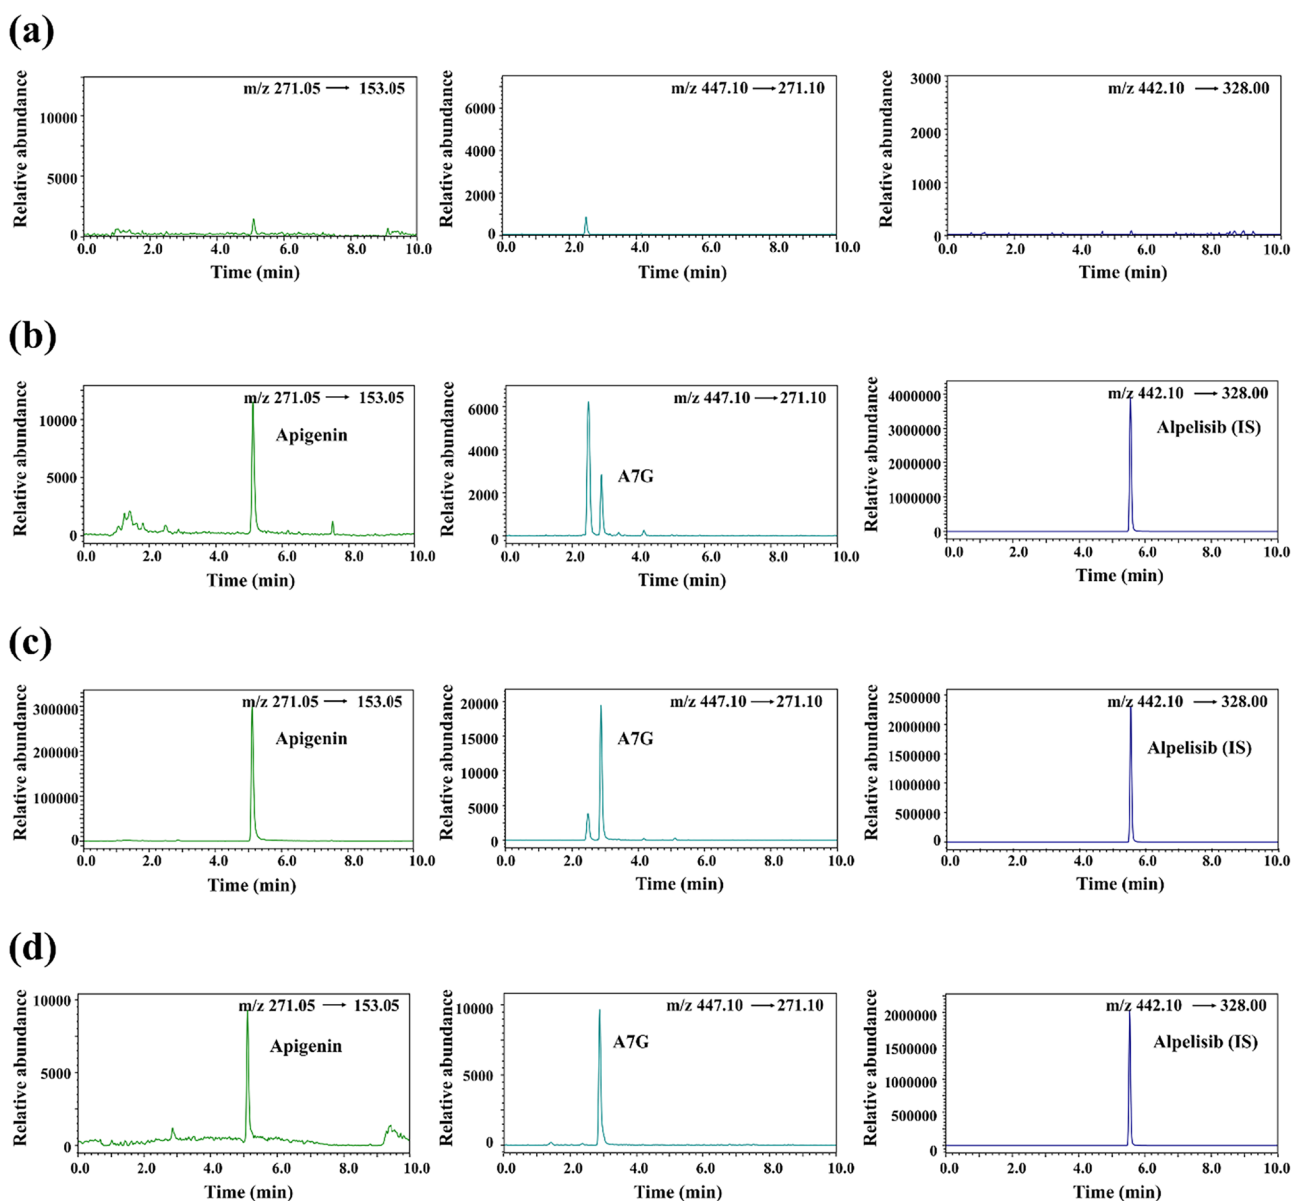 (a)
Relative abundance
m/z 271.05 → 153.05
10000
5000
0
0.0 2.0 4.0 6.0 8.0 10.0
Time (min)
Relative abundance
m/z 447.10 → 271.10
6000
4000
2000
0
0.0 2.0 4.0 6.0 8.0 10.0
Time (min)
Relative abundance
m/z 442.10 → 328.00
3000
2000
1000
0
0.0 2.0 4.0 6.0 8.0 10.0
Time (min)
(b)
Relative abundance
m/z 271.05 → 153.05
Apigenin
10000
5000
0
0.0 2.0 4.0 6.0 8.0 10.0
Time (min)
Relative abundance
m/z 447.10 → 271.10
A7G
6000
4000
2000
0
0.0 2.0 4.0 6.0 8.0 10.0
Time (min)
Relative abundance
m/z 442.10 → 328.00
Alpelisib (IS)
4000000
3000000
2000000
1000000
0
0.0 2.0 4.0 6.0 8.0 10.0
Time (min)
(c)
Relative abundance
m/z 271.05 → 153.05
Apigenin
300000
200000
100000
0
0.0 2.0 4.0 6.0 8.0 10.0
Time (min)
Relative abundance
m/z 447.10 → 271.10
A7G
20000
15000
10000
5000
0
0.0 2.0 4.0 6.0 8.0 10.0
Time (min)
Relative abundance
m/z 442.10 → 328.00
Alpelisib (IS)
2500000
2000000
1500000
1000000
500000
0
0.0 2.0 4.0 6.0 8.0 10.0
Time (min)
(d)
Relative abundance
m/z 271.05 → 153.05
Apigenin
10000
5000
0
0.0 2.0 4.0 6.0 8.0 10.0
Time (min)
Relative abundance
m/z 447.10 → 271.10
A7G
10000
5000
0
0.0 2.0 4.0 6.0 8.0 10.0
Time (min)
Relative abundance
m/z 442.10 → 328.00
Alpelisib (IS)
2000000
1500000
1000000
500000
0
0.0 2.0 4.0 6.0 8.0 10.0
Time (min)